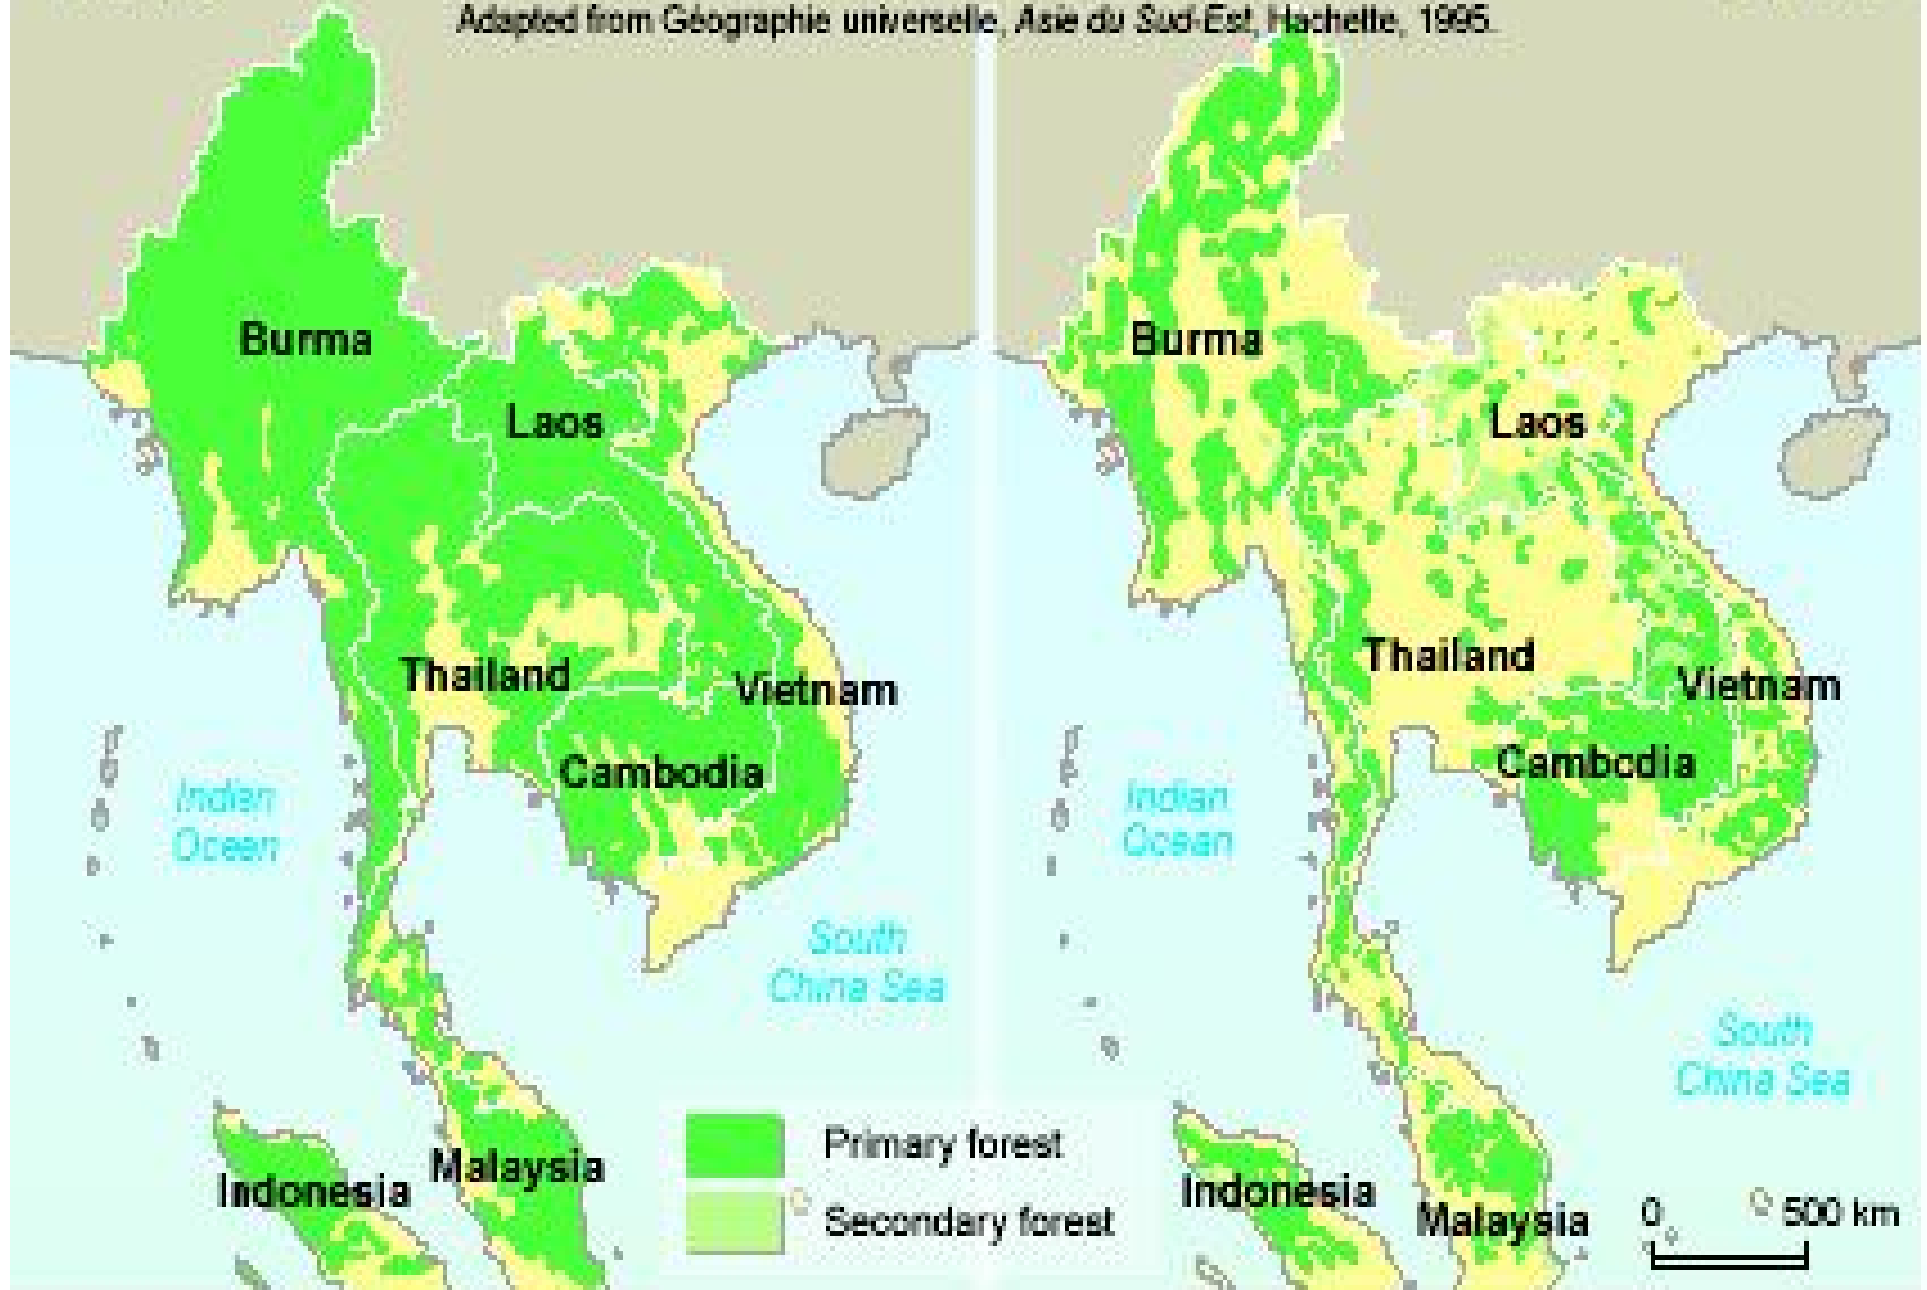 Adapted from Géographie universelle, Asie du Sud-Est, Hachette, 1995.
Burma
Laos
Thailand
Vietnam
Cambodia
Indian
Ocean
South
China Sea
Malaysia
Indonesia
Primary forest
Secondary forest
Burma
Laos
Thailand
Vietnam
Cambodia
Indian
Ocean
South
China Sea
Indonesia
Malaysia
0 500 km